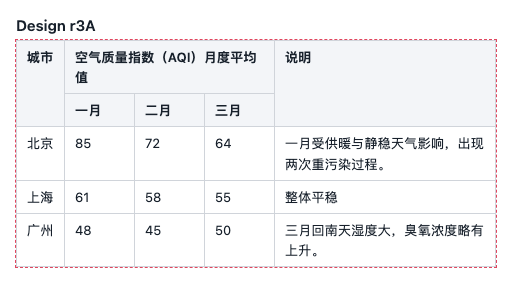 Design r3A
城市 空气质量指数（AQI）月度平均 说明
值
一月 二月 三月
北京 85 72 64 一月受供暖与静稳天气影响，出现
两次重污染过程。
上海 61 58 55 整体平稳
广州 48 45 50 三月回南天湿度大，臭氧浓度略有
上升。